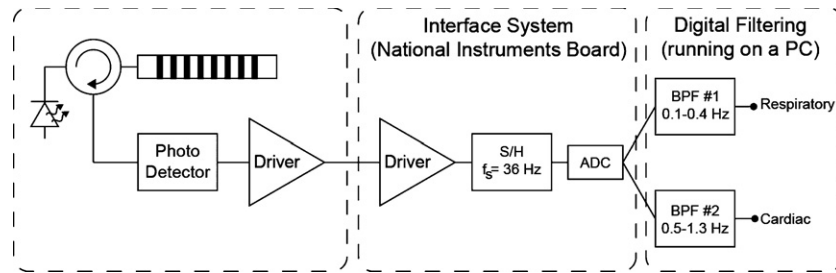 Interface System
(National Instruments Board)
Digital Filtering
(running on a PC)
Photo
Detector
Driver
Driver
S/H
fs= 36 Hz
ADC
BPF #1
0.1-0.4 Hz
Respiratory
BPF #2
0.5-1.3 Hz
Cardiac